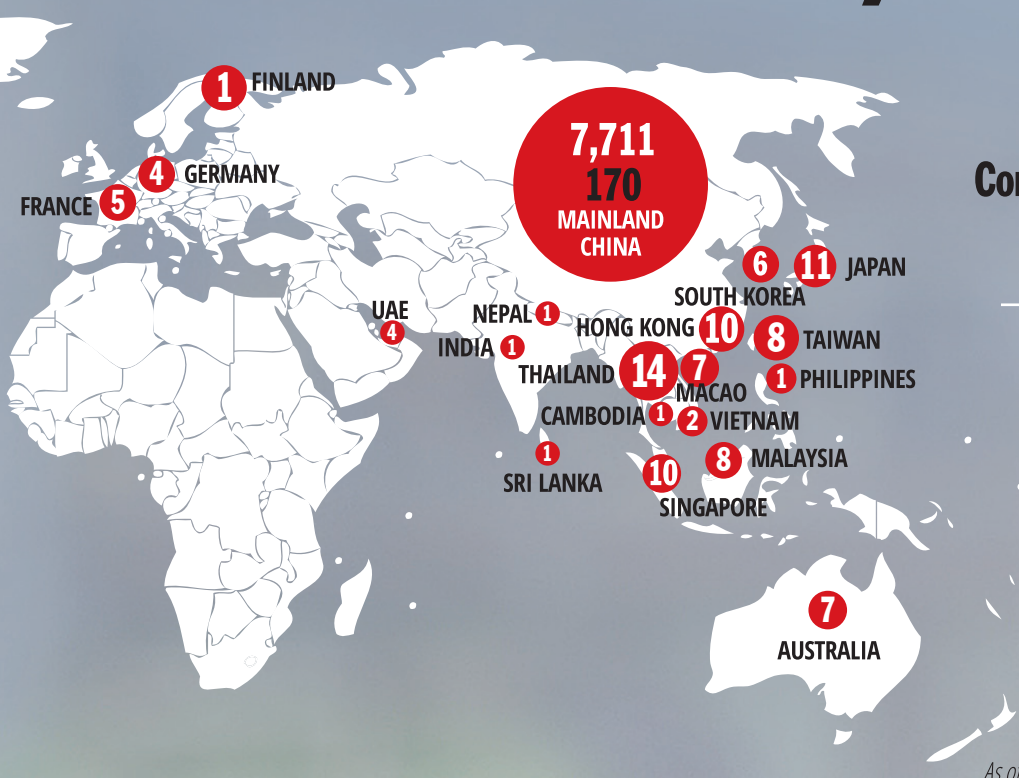 1 FINLAND
4 GERMANY
FRANCE 5
7,711
170
MAINLAND
CHINA
6
SOUTH KOREA
11 JAPAN
UAE
4
NEPAL 1
INDIA 1
HONG KONG 10
8 TAIWAN
THAILAND 14
7
MACAO
1 PHILIPPINES
CAMBODIA 1
2 VIETNAM
1
SRI LANKA
8 MALAYSIA
10
SINGAPORE
7
AUSTRALIA
As o